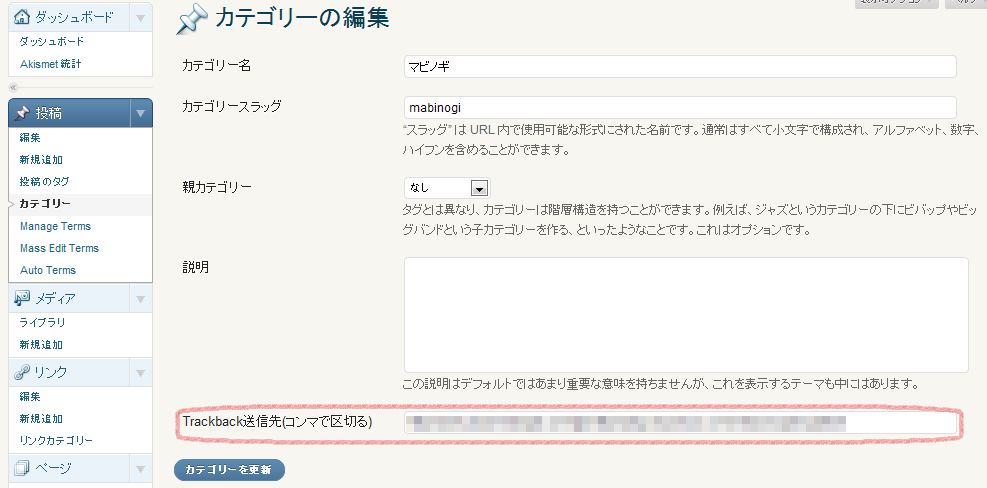 ダッシュボード
ダッシュボード
Akismet 統計
投稿
編集
新規追加
投稿のタグ
カテゴリー
Manage Terms
Mass Edit Terms
Auto Terms
メディア
ライブラリ
新規追加
リンク
編集
新規追加
リンクカテゴリー
ページ
カテゴリーの編集
カテゴリー名
マビノギ
カテゴリースラッグ
mabinogi
“スラッグ” は URL 内で使用可能な形式にされた名前です。通常はすべて小文字で構成され、アルファベット、数字、
ハイフンを含めることができます。
親カテゴリー
なし
タグとは異なり、カテゴリーは階層構造を持つことができます。例えば、ジャズというカテゴリーの下にビバップやビッ
グバンドという子カテゴリーを作る、といったようなことです。これはオプションです。
説明
この説明はデフォルトではあまり重要な意味を持ちませんが、これを表示するテーマも中にはあります。
Trackback送信先(コンマで区切る)
カテゴリーを更新